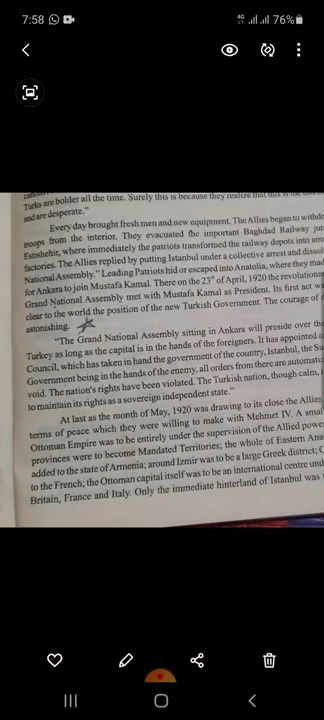 7:58
4G 76%
Turks are bolder all the time. Surely this is because they realize that this is the
and are desperate."
Every day brought fresh men and new equipment. The Allies began to withdr
troops from the interior. They evacuated the important Baghdad Railway jun
Estishehir, where immediately the patriots transformed the railway depots into
factories. The Allies replied by putting Istanbul under a collective arrest and dissol
National Assembly." Leading Patriots hid or escaped into Anatolia, where they mad
for Ankara to join Mustafa Kamal. There on the 23rd of April, 1920 the revolutiona
Grand National Assembly met with Mustafa Kamal as President. Its first act w
clear to the world the position of the new Turkish Government. The courage of
astonishing.
"The Grand National Assembly sitting in Ankara will preside over the
Turkey as long as the capital is in the hands of the foreigners. It has appointed a
Council, which has taken in hand the government of the country, Istanbul, the Su
Government being in the hands of the enemy, all orders from there are automatic
void. The nation's rights have been violated. The Turkish nation, though calm, i
to maintain its rights as a sovereign independent state."
At last as the month of May, 1920 was drawing to its close the Allies
terms of peace which they were willing to make with Mehmet IV. A smal
Ottoman Empire was to be entirely under the supervision of the Allied power
provinces were to become Mandated Territories; the whole of Eastern Ana
added to the state of Armenia; around Izmir was to be a large Greek district; C
to the French; the Ottoman capital itself was to be an international centre und
Britain, France and Italy. Only the immediate hinterland of Istanbul was